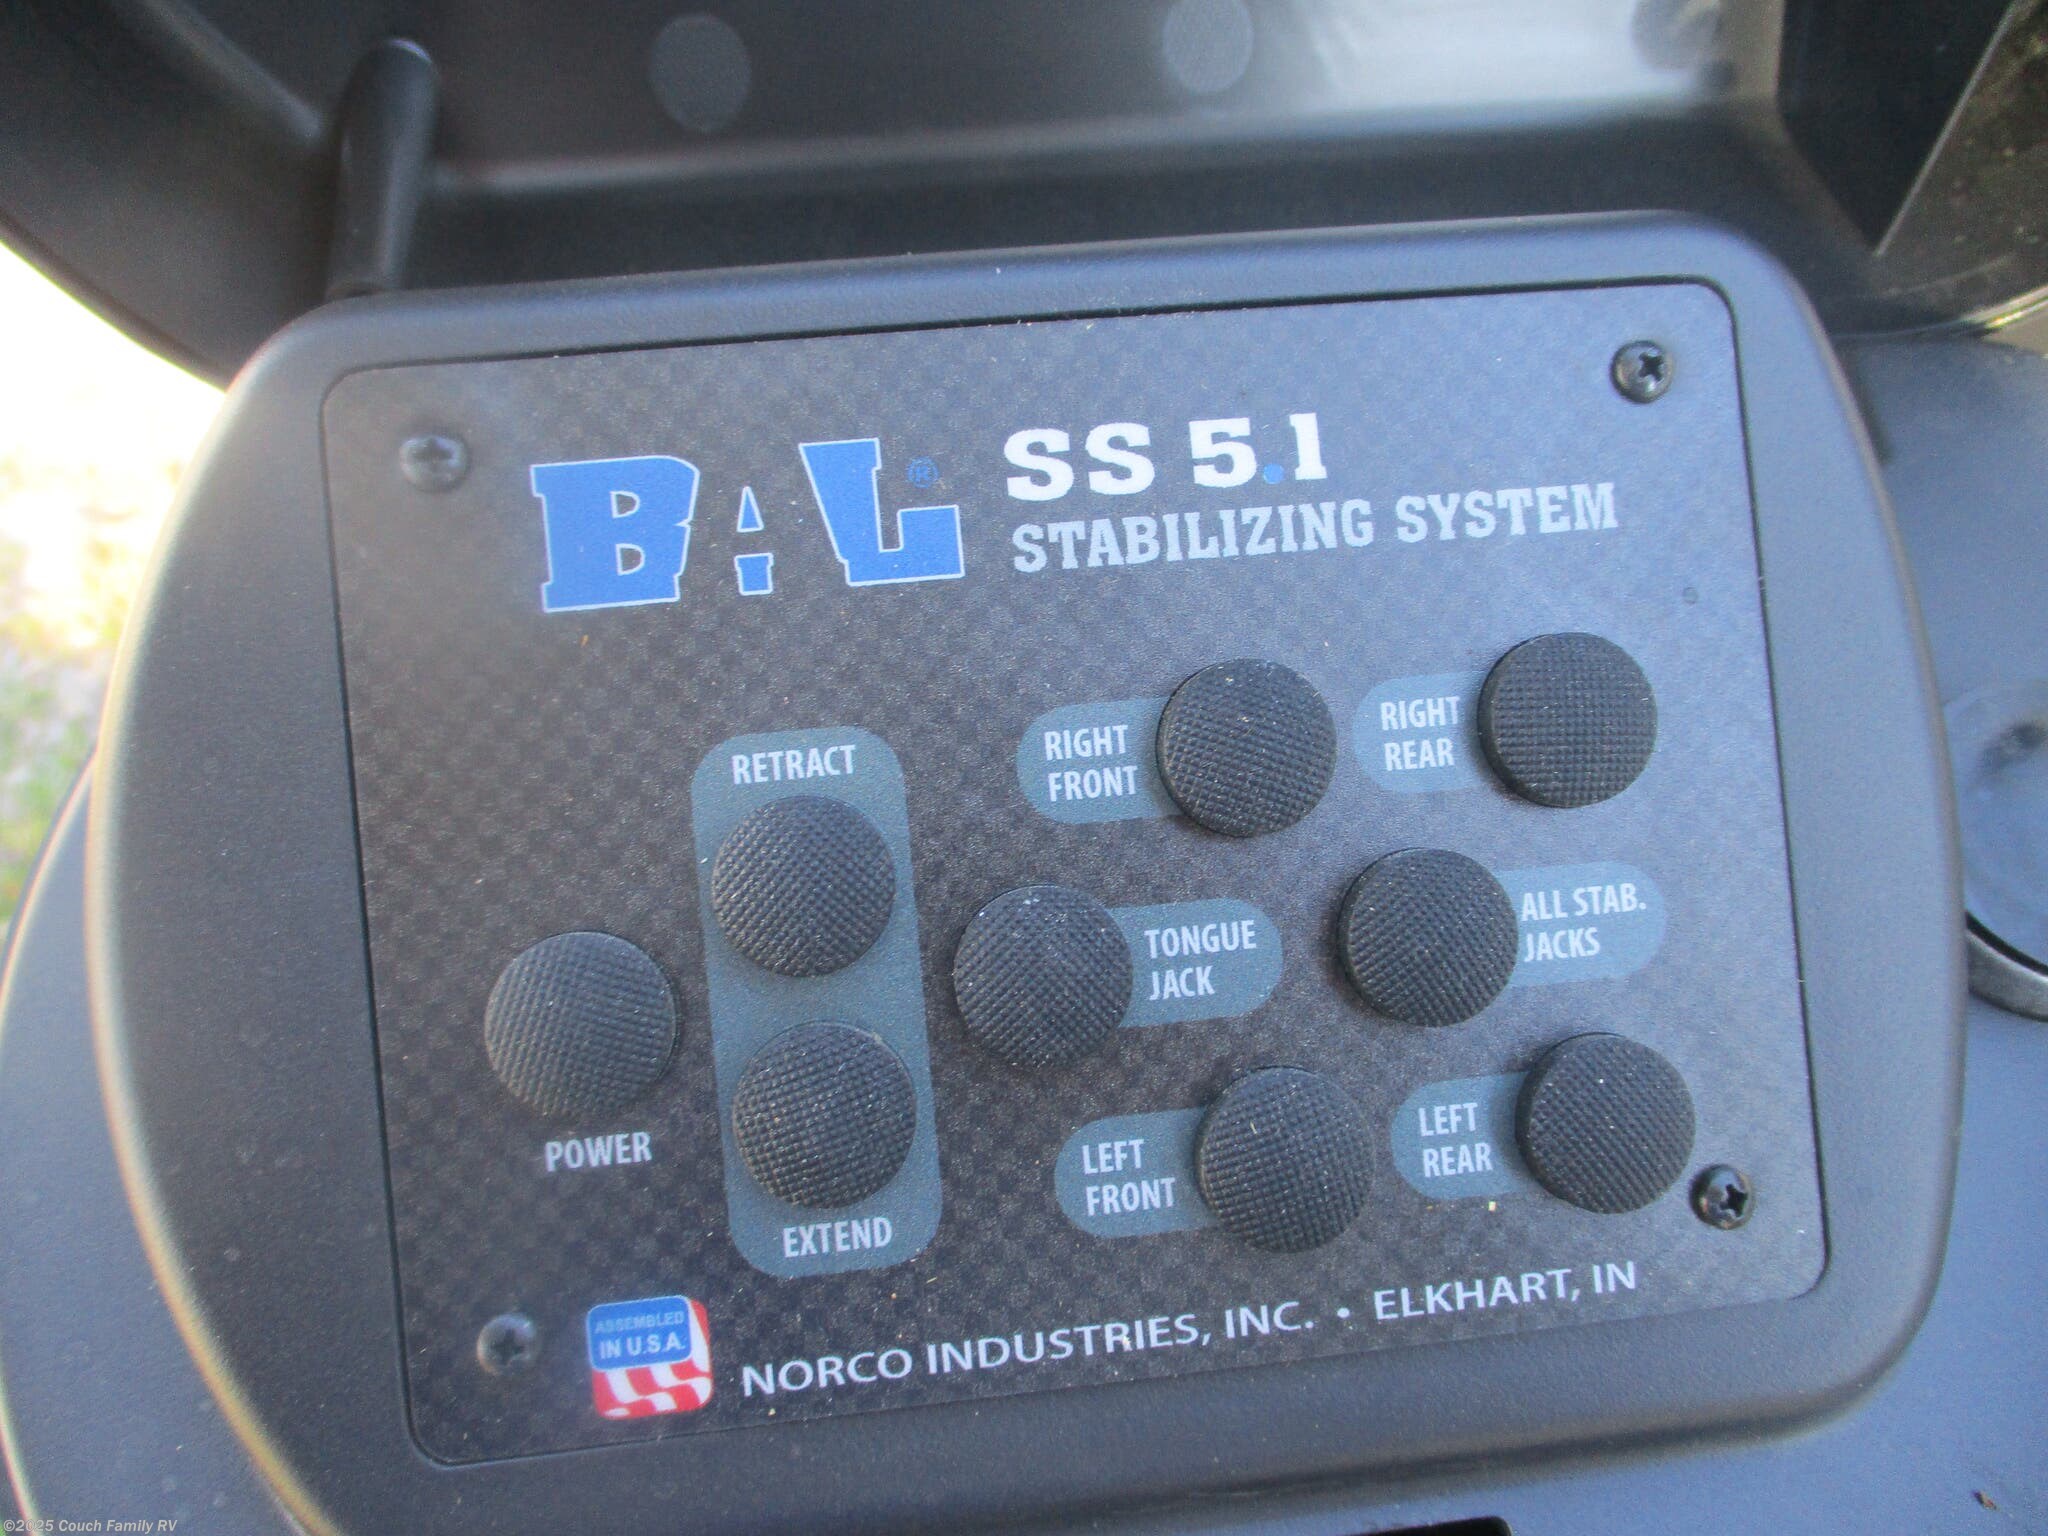 BAL® SS 5.1
STABILIZING SYSTEM
RETRACT
RIGHT
FRONT
RIGHT
REAR
TONGUE
JACK
ALL STAB.
JACKS
POWER
EXTEND
LEFT
FRONT
LEFT
REAR
ASSEMBLED
IN U.S.A.
NORCO INDUSTRIES, INC. • ELKHART, IN
©2025 Couch Family RV